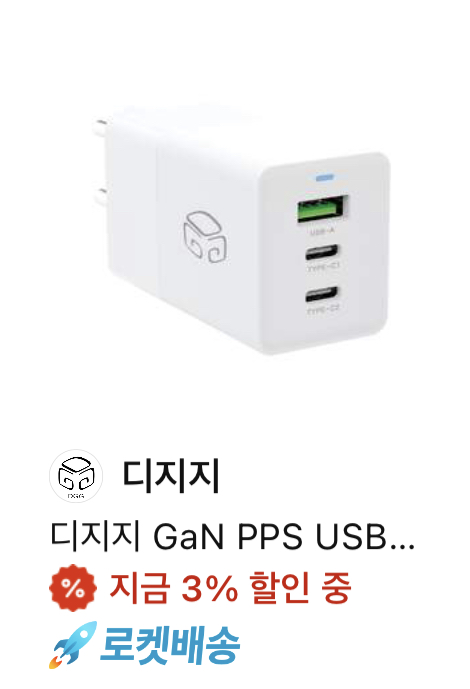 USB-A
TYPE-C1
TYPE-C2
DGG
디지지
디지지 GaN PPS USB...
% 지금 3% 할인 중
로켓배송